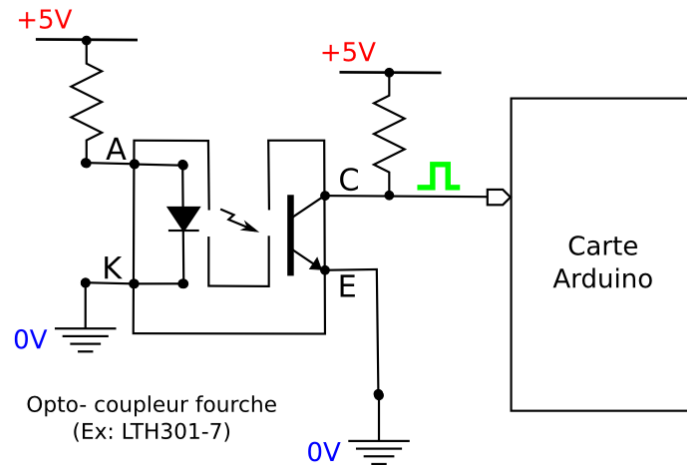 +5V
+5V
A
C
K
E
Carte
Arduino
0V
Opto- coupleur fourche
(Ex: LTH301-7)
0V